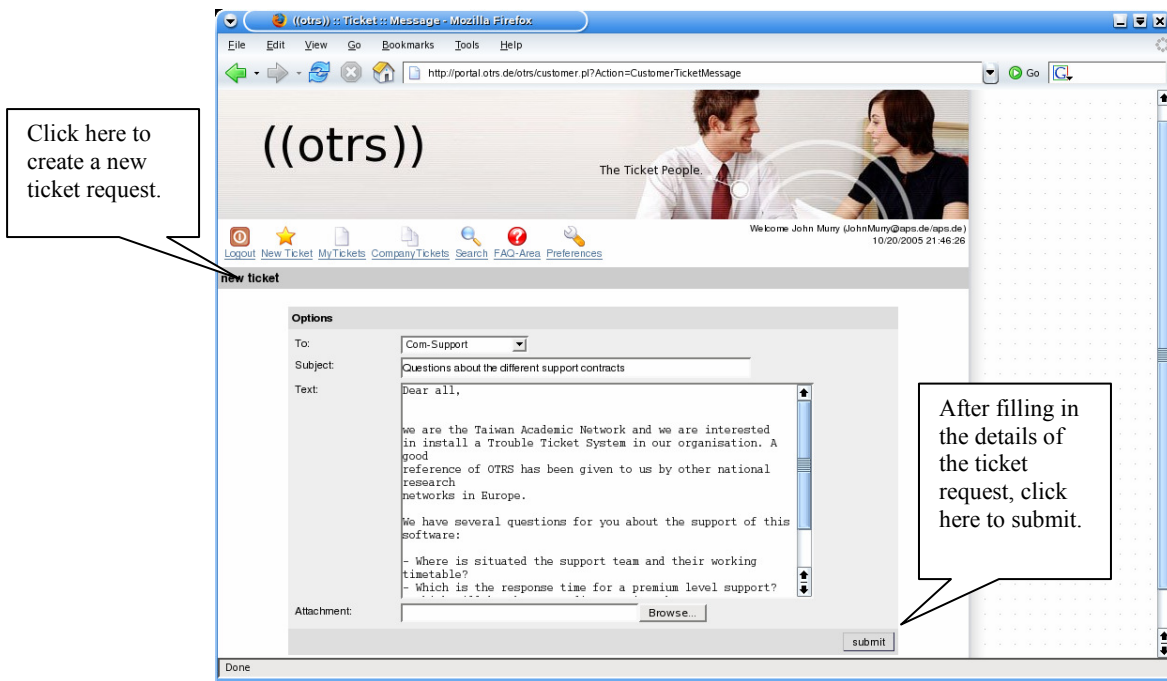 ((otrs)) :: Ticket :: Message - Mozilla Firefox
File Edit View Go Bookmarks Tools Help
http://portal.otrs.de/otrs/customer.pl?Action=CustomerTicketMessage
Go
G
Click here to
create a new
ticket request.
((otrs))
The Ticket People.
Welcome John Murry (JohnMurry@aps.de/aps.de)
10/20/2005 21:46:26
Logout New Ticket MyTickets CompanyTickets Search FAQ-Area Preferences
new ticket
Options
To: Com-Support
Subject: Questions about the different support contracts
Text: Dear all,
we are the Taiwan Academic Network and we are interested
in install a Trouble Ticket System in our organisation. A
good
reference of OTRS has been given to us by other national
research
networks in Europe.
We have several questions for you about the support of this
software:
- Where is situated the support team and their working
timetable?
- Which is the response time for a premium level support?
Attachment: Browse...
submit
After filling in
the details of
the ticket
request, click
here to submit.
Done